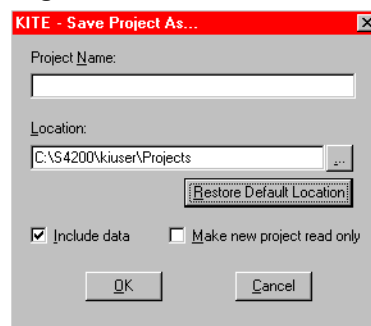 KITE - Save Project As...
Project Name:
Location:
C:\S4200\kiuser\Projects
...
Restore Default Location
Include data Make new project read only
OK Cancel